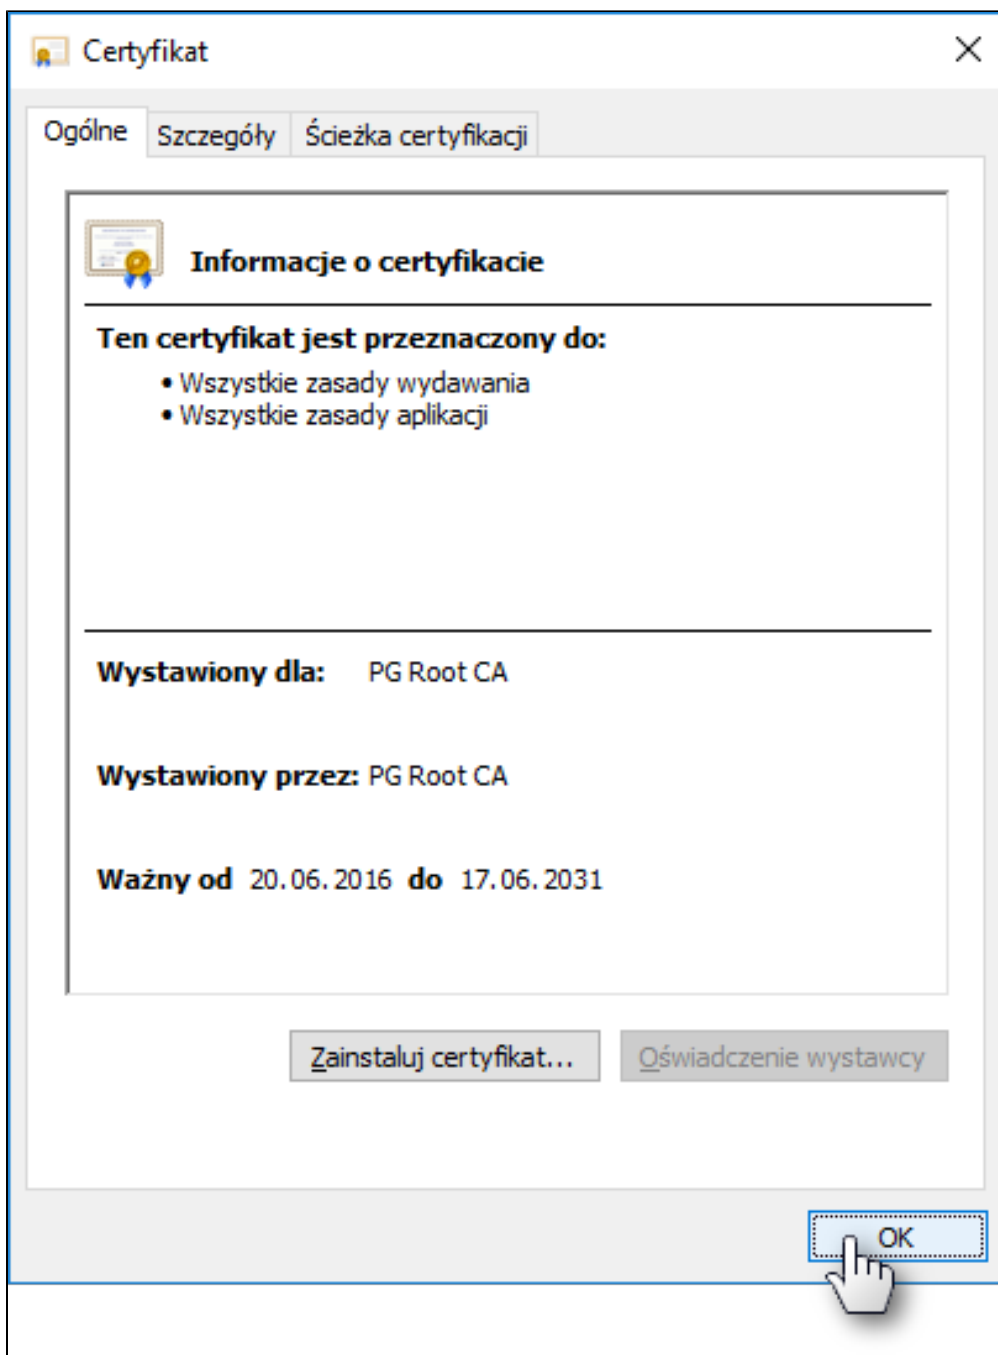 Certyfikat
Ogólne Szczegóły Ścieżka certyfikacji
Informacje o certyfikacie
Ten certyfikat jest przeznaczony do:
• Wszystkie zasady wydawania
• Wszystkie zasady aplikacji
Wystawiony dla: PG Root CA
Wystawiony przez: PG Root CA
Ważny od 20.06.2016 do 17.06.2031
Zainstaluj certyfikat... Oświadczenie wystawcy
OK